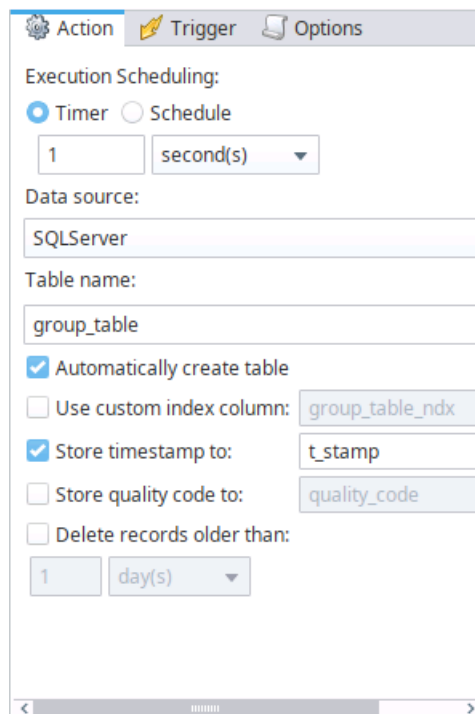 Action Trigger Options
Execution Scheduling:
Timer Schedule
1 second(s)
Data source:
SQLServer
Table name:
group_table
Automatically create table
Use custom index column: group_table_ndx
Store timestamp to: t_stamp
Store quality code to: quality_code
Delete records older than:
1 day(s)